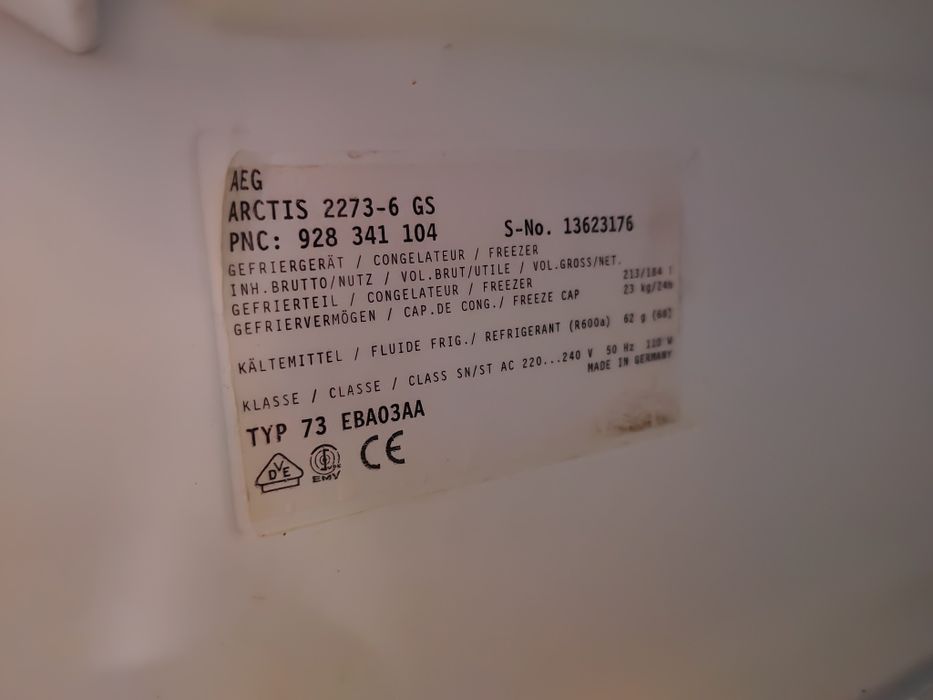 AEG
ARCTIS 2273-6 GS
PNC: 928 341 104 S-No. 13623176
GEFRIERGERÄT / CONGELATEUR / FREEZER
INH.BRUTTO/NUTZ / VOL.BRUT/UTILE / VOL.GROSS/NET.
GEFRIERTEIL / CONGELATEUR / FREEZER 213/184 l
GEFRIERVERMÖGEN / CAP.DE CONG./ FREEZE CAP 23 kg/24h
KÄLTEMITTEL / FLUIDE FRIG./ REFRIGERANT (R600a) 62 g
KLASSE / CLASSE / CLASS SN/ST AC 220...240 V 50 Hz 110 W
MADE IN GERMANY
TYP 73 EBA03AA
DVE
EMV
CE